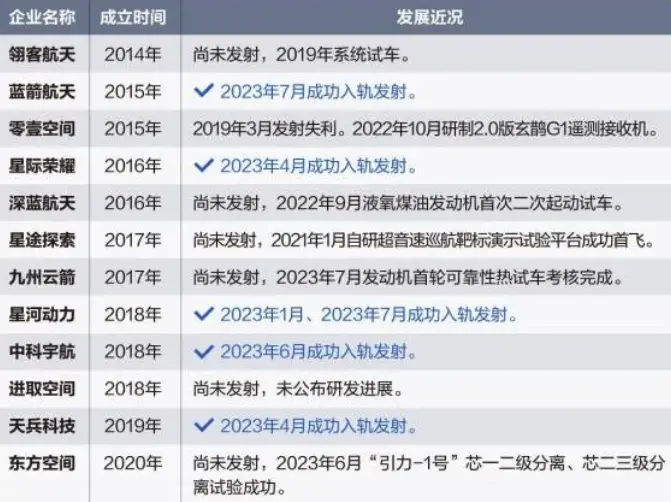 企业名称 成立时间 发展近况
翎客航天 2014年 尚未发射，2019年系统试车。
蓝箭航天 2015年 ✓ 2023年7月成功入轨发射。
零壹空间 2015年 2019年3月发射失利。2022年10月研制2.0版玄鹊G1遥测接收机。
星际荣耀 2016年 ✓ 2023年4月成功入轨发射。
深蓝航天 2016年 尚未发射，2022年9月液氧煤油发动机首次二次起动试车。
星途探索 2017年 尚未发射，2021年1月自研超音速巡航靶标演示试验平台成功首飞。
九州云箭 2017年 尚未发射，2023年7月发动机首轮可靠性热试车考核完成。
星河动力 2018年 ✓ 2023年1月、2023年7月成功入轨发射。
中科宇航 2018年 ✓ 2023年6月成功入轨发射。
进取空间 2018年 尚未发射，未公布研发进展。
天兵科技 2019年 ✓ 2023年4月成功入轨发射。
东方空间 2020年 尚未发射，2023年6月“引力-1号”芯一二级分离、芯二三级分
离试验成功。